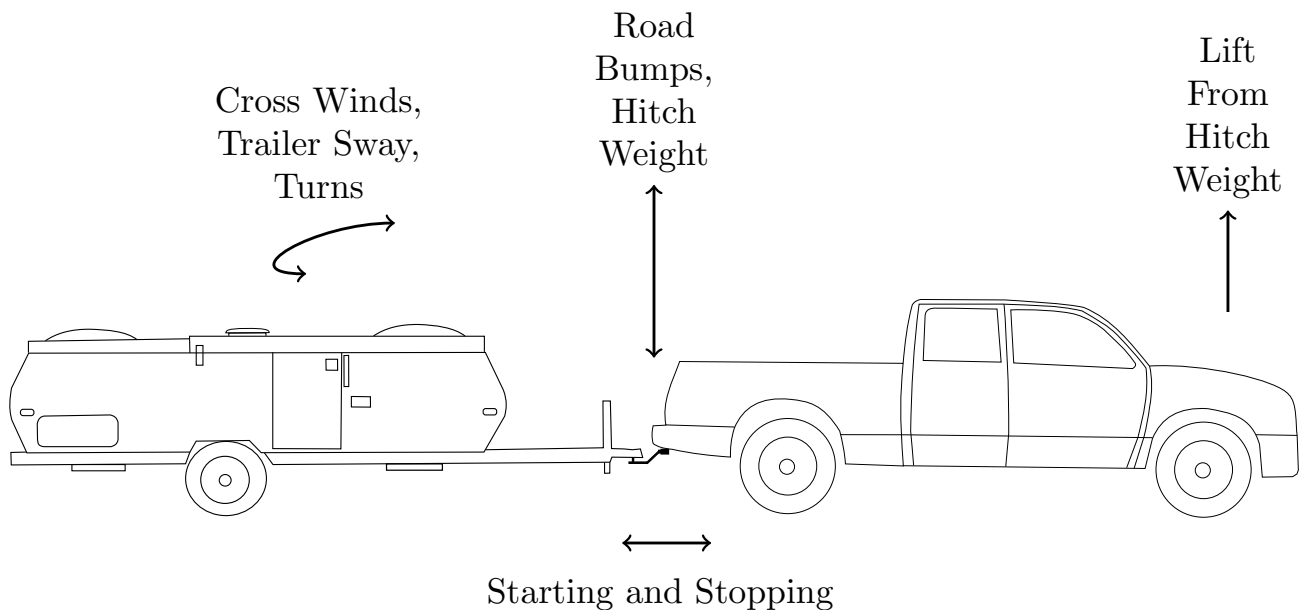 Cross Winds,
Trailer Sway,
Turns
Road
Bumps,
Hitch
Weight
Lift
From
Hitch
Weight
Starting and Stopping